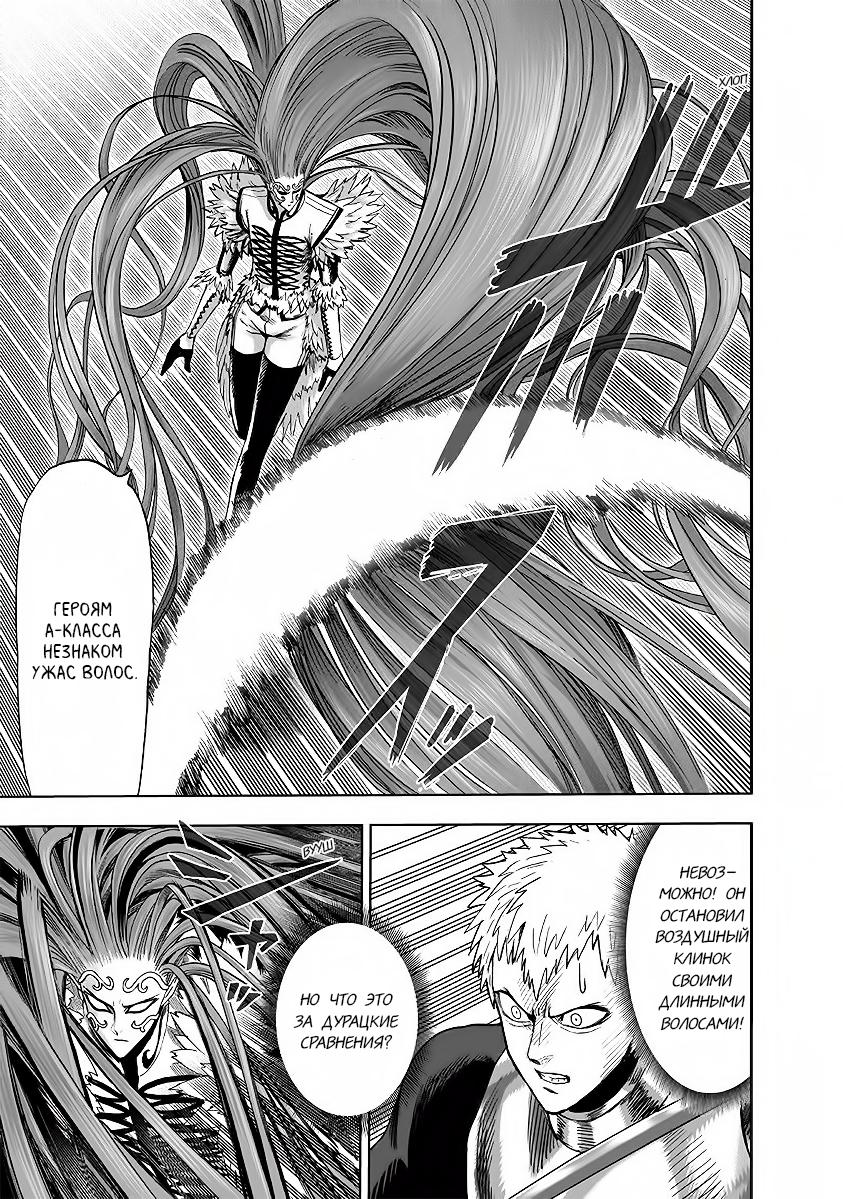 ХЛОП
ГЕРОЯМ
А-КЛАССА
НЕЗНАКОМ
УЖАС ВОЛОС.
НЕВОЗ-
МОЖНО! ОН
ОСТАНОВИЛ
ВОЗДУШНЫЙ
КЛИНОК
СВОИМИ
ДЛИННЫМИ
ВОЛОСАМИ!
НО ЧТО ЭТО
ЗА ДУРАЦКИЕ
СРАВНЕНИЯ?
ВУУШ